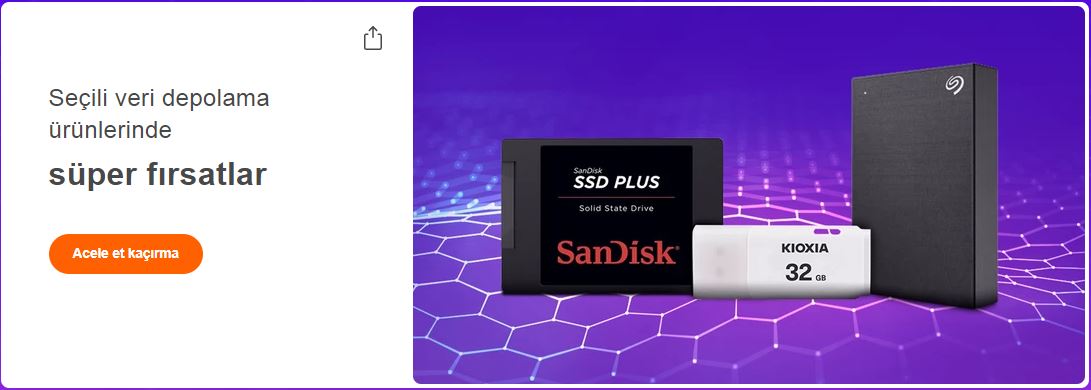 Seçili veri depolama
ürünlerinde
süper fırsatlar
Acele et kaçırma
SanDisk
SSD PLUS
Solid State Drive
SanDisk®
KIOXIA
32 GB